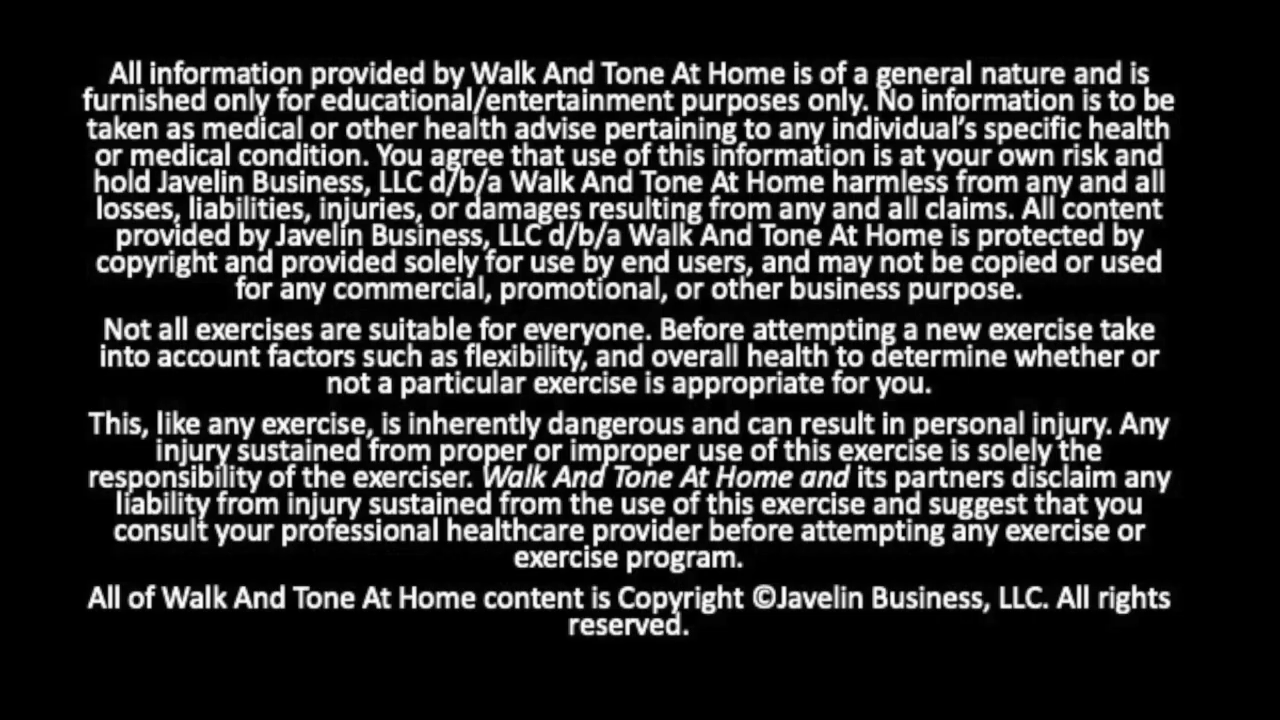 All information provided by Walk And Tone At Home is of a general nature and is
furnished only for educational/entertainment purposes only. No information is to be
taken as medical or other health advise pertaining to any individual’s specific health
or medical condition. You agree that use of this information is at your own risk and
hold Javelin Business, LLC d/b/a Walk And Tone At Home harmless from any and all
losses, liabilities, injuries, or damages resulting from any and all claims. All content
provided by Javelin Business, LLC d/b/a Walk And Tone At Home is protected by
copyright and provided solely for use by end users, and may not be copied or used
for any commercial, promotional, or other business purpose.
Not all exercises are suitable for everyone. Before attempting a new exercise take
into account factors such as flexibility, and overall health to determine whether or
not a particular exercise is appropriate for you.
This, like any exercise, is inherently dangerous and can result in personal injury. Any
injury sustained from proper or improper use of this exercise is solely the
responsibility of the exerciser. Walk And Tone At Home and its partners disclaim any
liability from injury sustained from the use of this exercise and suggest that you
consult your professional healthcare provider before attempting any exercise or
exercise program.
All of Walk And Tone At Home content is Copyright ©Javelin Business, LLC. All rights
reserved.